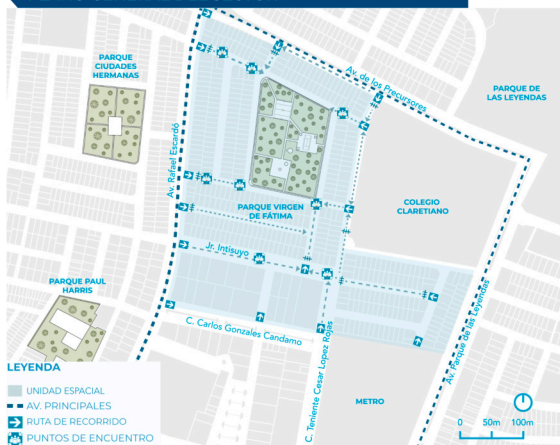 PARQUE
CIUDADES
HERMANAS
Av. de los Precursores
PARQUE DE
LAS LEYENDAS
Av. Rafael Escardó
COLEGIO
CLARETIANO
PARQUE VIRGEN
DE FÁTIMA
Jr. Intisuyo
PARQUE PAUL
HARRIS
C. Carlos Gonzales Candamo
C. Teniente Cesar Lopez Rojas
Av. Parque de las Leyendas
METRO
LEYENDA
UNIDAD ESPACIAL
AV. PRINCIPALES
RUTA DE RECORRIDO
PUNTOS DE ENCUENTRO
0 50m 100m